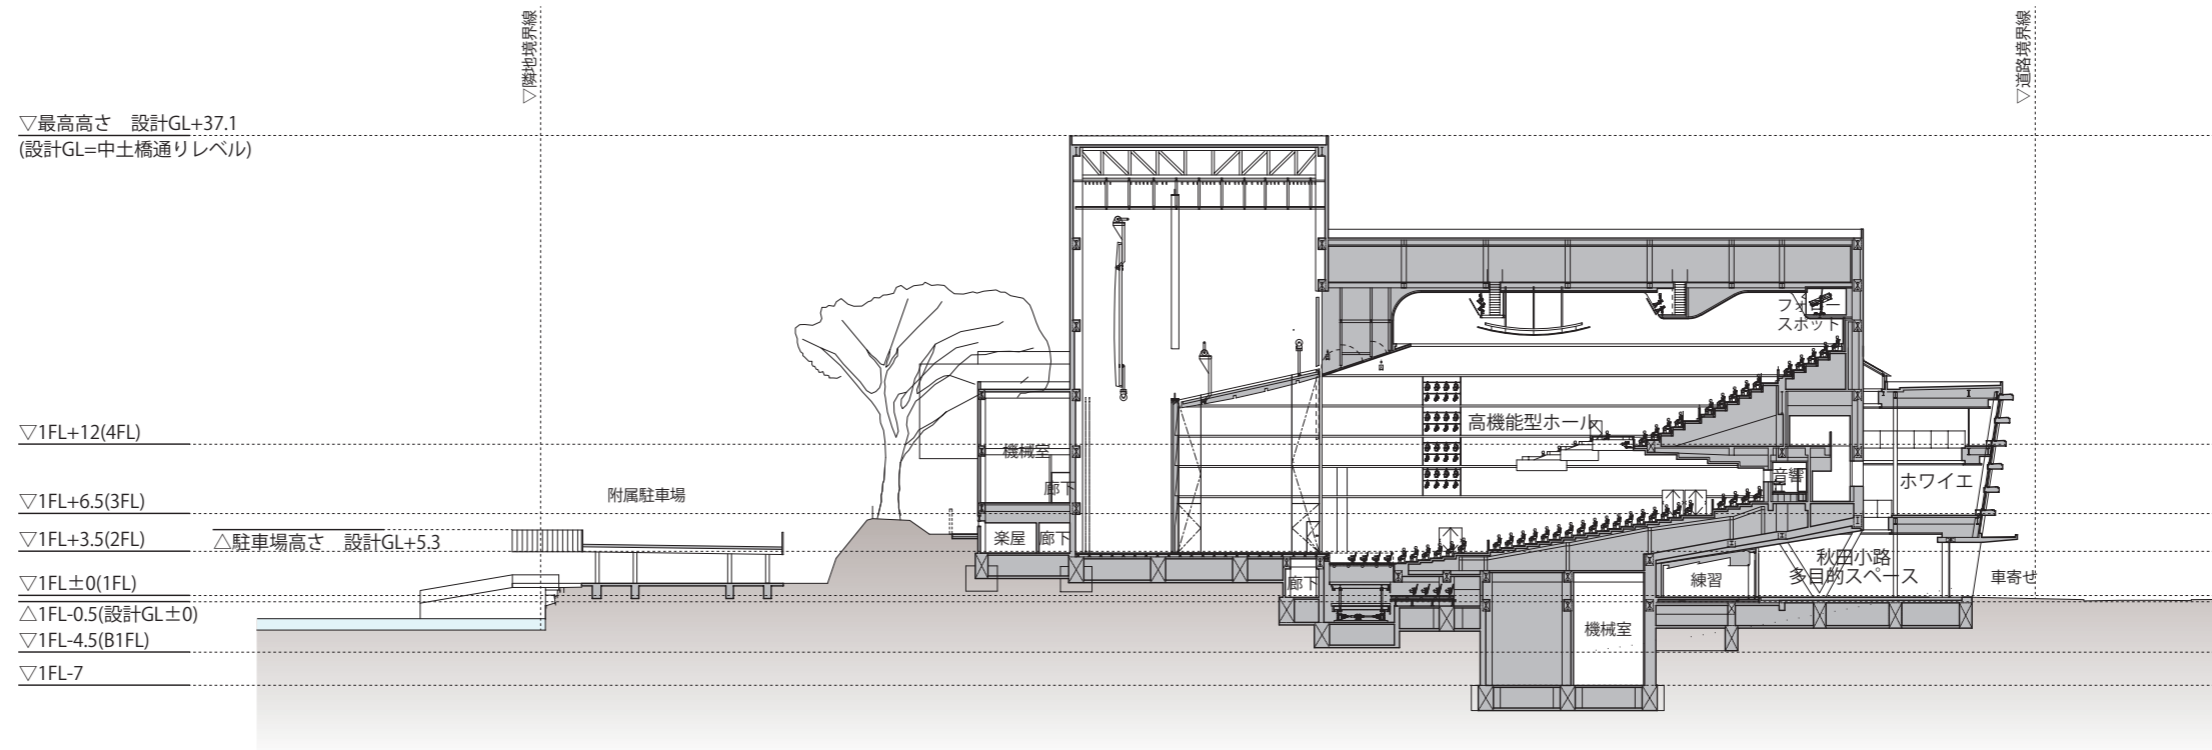 ▽隣地境界線
▽道路境界線
▽最高高さ　設計GL+37.1
(設計GL=中土橋通りレベル)
フォロー
スポット
高機能型ホール
▽1FL+12(4FL)
機械室
廊下
音響
ホワイエ
附属駐車場
▽1FL+6.5(3FL)
▽1FL+3.5(2FL)
△駐車場高さ　設計GL+5.3
楽屋
廊下
秋田小路
多目的スペース
練習
車寄せ
廊下
▽1FL±0(1FL)
△1FL-0.5(設計GL±0)
機械室
▽1FL-4.5(B1FL)
▽1FL-7